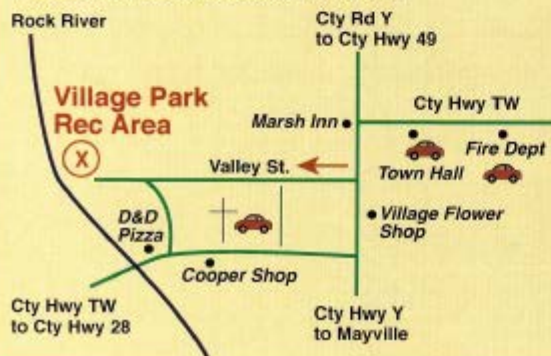 Rock River
Cty Rd Y
to Cty Hwy 49
Village Park
Rec Area
X
Marsh Inn
Cty Hwy TW
Fire Dept
Town Hall
Valley St.
D&D
Pizza
Village Flower
Shop
Cooper Shop
Cty Hwy TW
to Cty Hwy 28
Cty Hwy Y
to Mayville